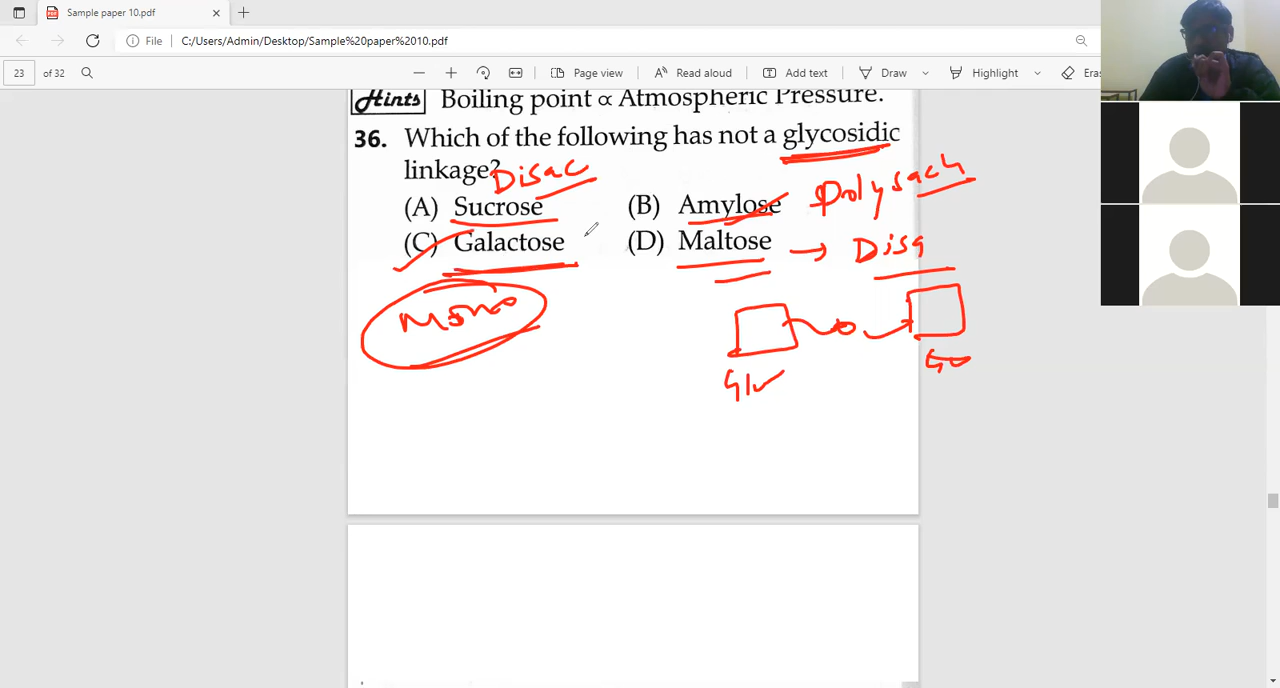 Sample paper 10.pdf
File C:/Users/Admin/Desktop/Sample%20paper%2010.pdf
23 of 32 Page view Read aloud Add text Draw Highlight Eras
Hints Boiling point ∝ Atmospheric Pressure.
36. Which of the following has not a glycosidic
linkage?
Disac
(A) Sucrose (B) Amylose Polysach
(C) Galactose (D) Maltose → Disa
Mono
Glu